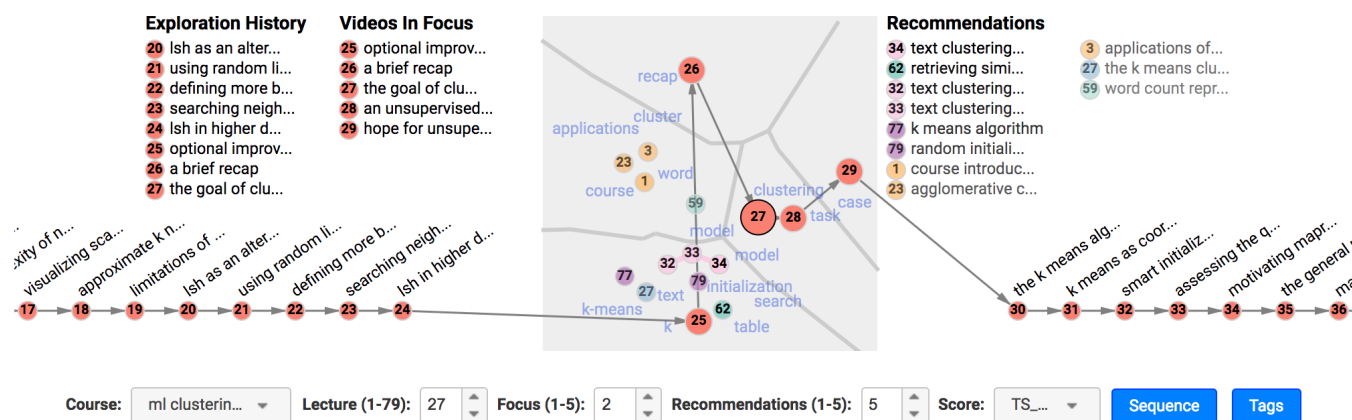 Exploration History
20 lsh as an alter...
21 using random li...
22 defining more b...
23 searching neigh...
24 lsh in higher d...
25 optional improv...
26 a brief recap
27 the goal of clu...
Videos In Focus
25 optional improv...
26 a brief recap
27 the goal of clu...
28 an unsupervised...
29 hope for unsupe...
Recommendations
34 text clustering...
62 retrieving simi...
32 text clustering...
33 text clustering...
77 k means algorithm
79 random initiali...
1 course introduc...
23 agglomerative c...
3 applications of...
27 the k means clu...
59 word count repr...
recap
26
cluster
applications
3
23
word
1
course
59
clustering
29
case
27
28
task
model
33
model
32
34
77
79
initialization
27
text
search
k-means
62
25
k
table
...
...xity of n...
visualizing sca...
approximate k n...
limitations of ...
lsh as an alter...
using random li...
defining more b...
searching neigh...
lsh in higher d...
17
18
19
20
21
22
23
24
the k means alg...
k means as coor...
smart initializ...
assessing the q...
motivating mapr...
the general
ma
30
31
32
33
34
35
36
Course: ml clusterin... Lecture (1-79): 27 Focus (1-5): 2 Recommendations (1-5): 5 Score: TS_... Sequence Tags